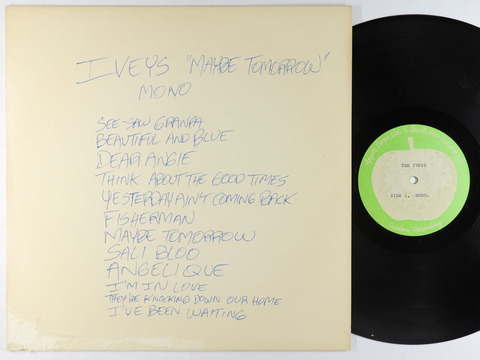 IVEYS "MAYBE TOMORROW"
MONO
SEE-SAW GRANPA
BEAUTIFUL AND BLUE
DEAR ANGIE
THINK ABOUT THE GOOD TIMES
YESTERDAY AIN'T COMING BACK
FISHERMAN
MAYBE TOMORROW
SALI BLOO
ANGELIQUE
I'M IN LOVE
THEY'RE KNOCKING DOWN OUR HOME
I'VE BEEN WAITING
THE IVEYS
SIDE 1. MONO.